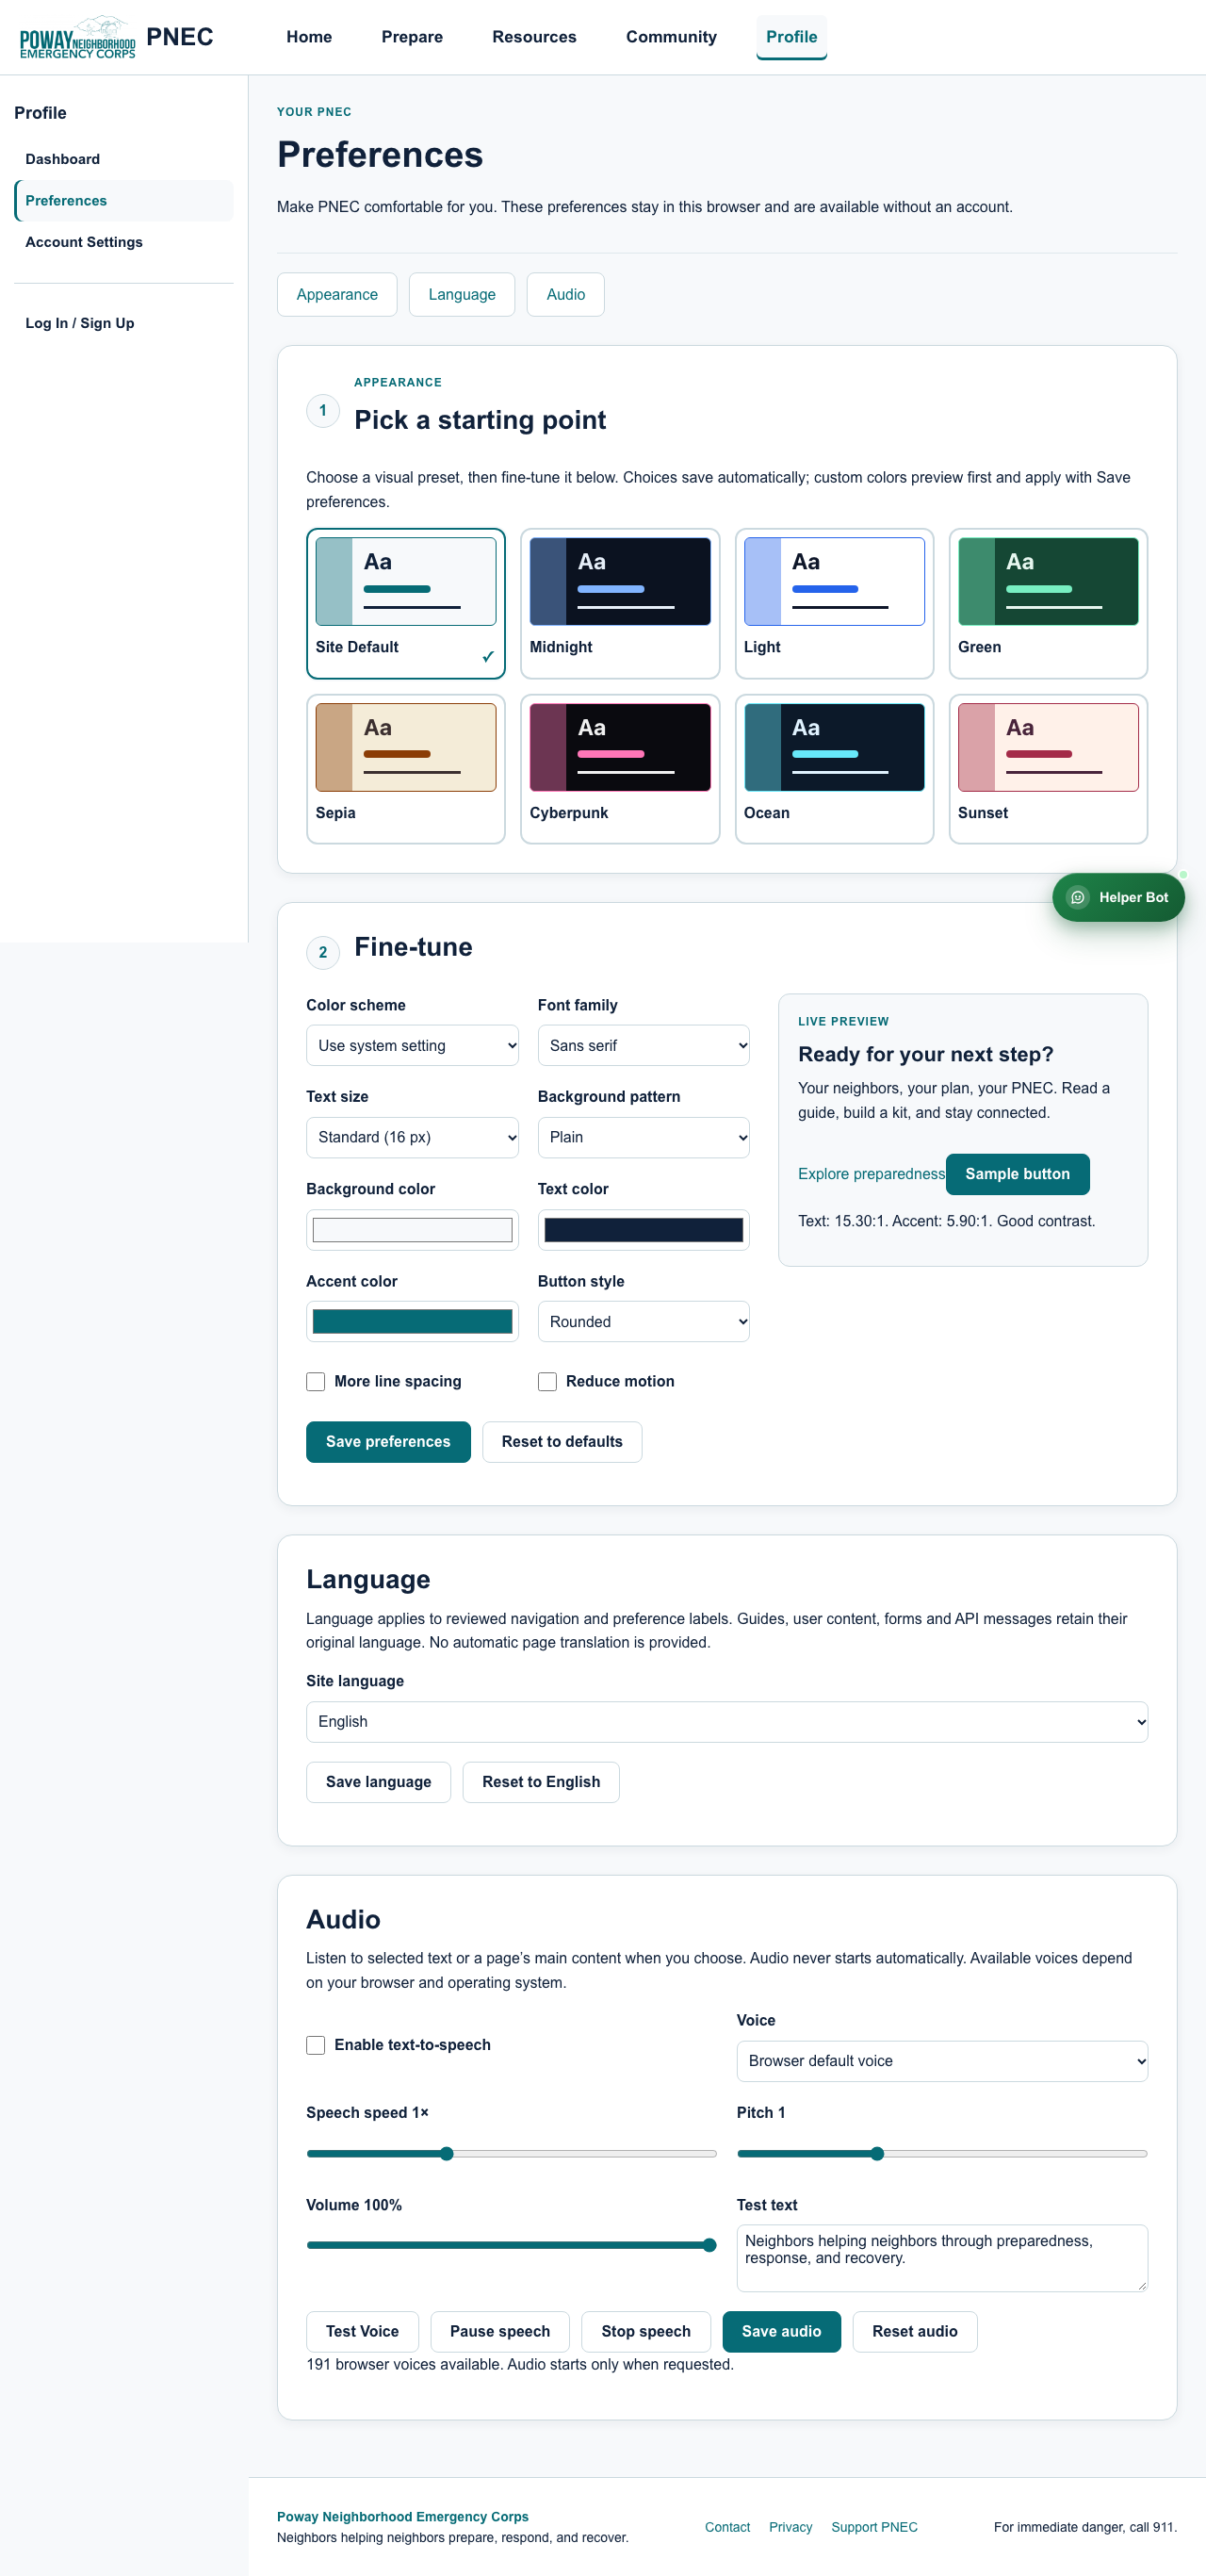 POWAY NEIGHBORHOOD
EMERGENCY CORPS
PNEC
Home
Prepare
Resources
Community
Profile
Profile
Dashboard
Preferences
Account Settings
Log In / Sign Up
YOUR PNEC
Preferences
Make PNEC comfortable for you. These preferences stay in this browser and are available without an account.
Appearance
Language
Audio
1
APPEARANCE
Pick a starting point
Choose a visual preset, then fine-tune it below. Choices save automatically; custom colors preview first and apply with Save
preferences.
Aa
Site Default
✓
Aa
Midnight
Aa
Light
Aa
Green
Aa
Sepia
Aa
Cyberpunk
Aa
Ocean
Aa
Sunset
Helper Bot
2
Fine-tune
Color scheme
Use system setting
Font family
Sans serif
Text size
Standard (16 px)
Background pattern
Plain
Background color
Text color
Accent color
Button style
Rounded
More line spacing
Reduce motion
Save preferences
Reset to defaults
LIVE PREVIEW
Ready for your next step?
Your neighbors, your plan, your PNEC. Read a
guide, build a kit, and stay connected.
Explore preparedness
Sample button
Text: 15.30:1. Accent: 5.90:1. Good contrast.
Language
Language applies to reviewed navigation and preference labels. Guides, user content, forms and API messages retain their
original language. No automatic page translation is provided.
Site language
English
Save language
Reset to English
Audio
Listen to selected text or a page’s main content when you choose. Audio never starts automatically. Available voices depend
on your browser and operating system.
Enable text-to-speech
Voice
Browser default voice
Speech speed 1×
Pitch 1
Volume 100%
Test text
Neighbors helping neighbors through preparedness,
response, and recovery.
Test Voice
Pause speech
Stop speech
Save audio
Reset audio
191 browser voices available. Audio starts only when requested.
Poway Neighborhood Emergency Corps
Neighbors helping neighbors prepare, respond, and recover.
Contact
Privacy
Support PNEC
For immediate danger, call 911.